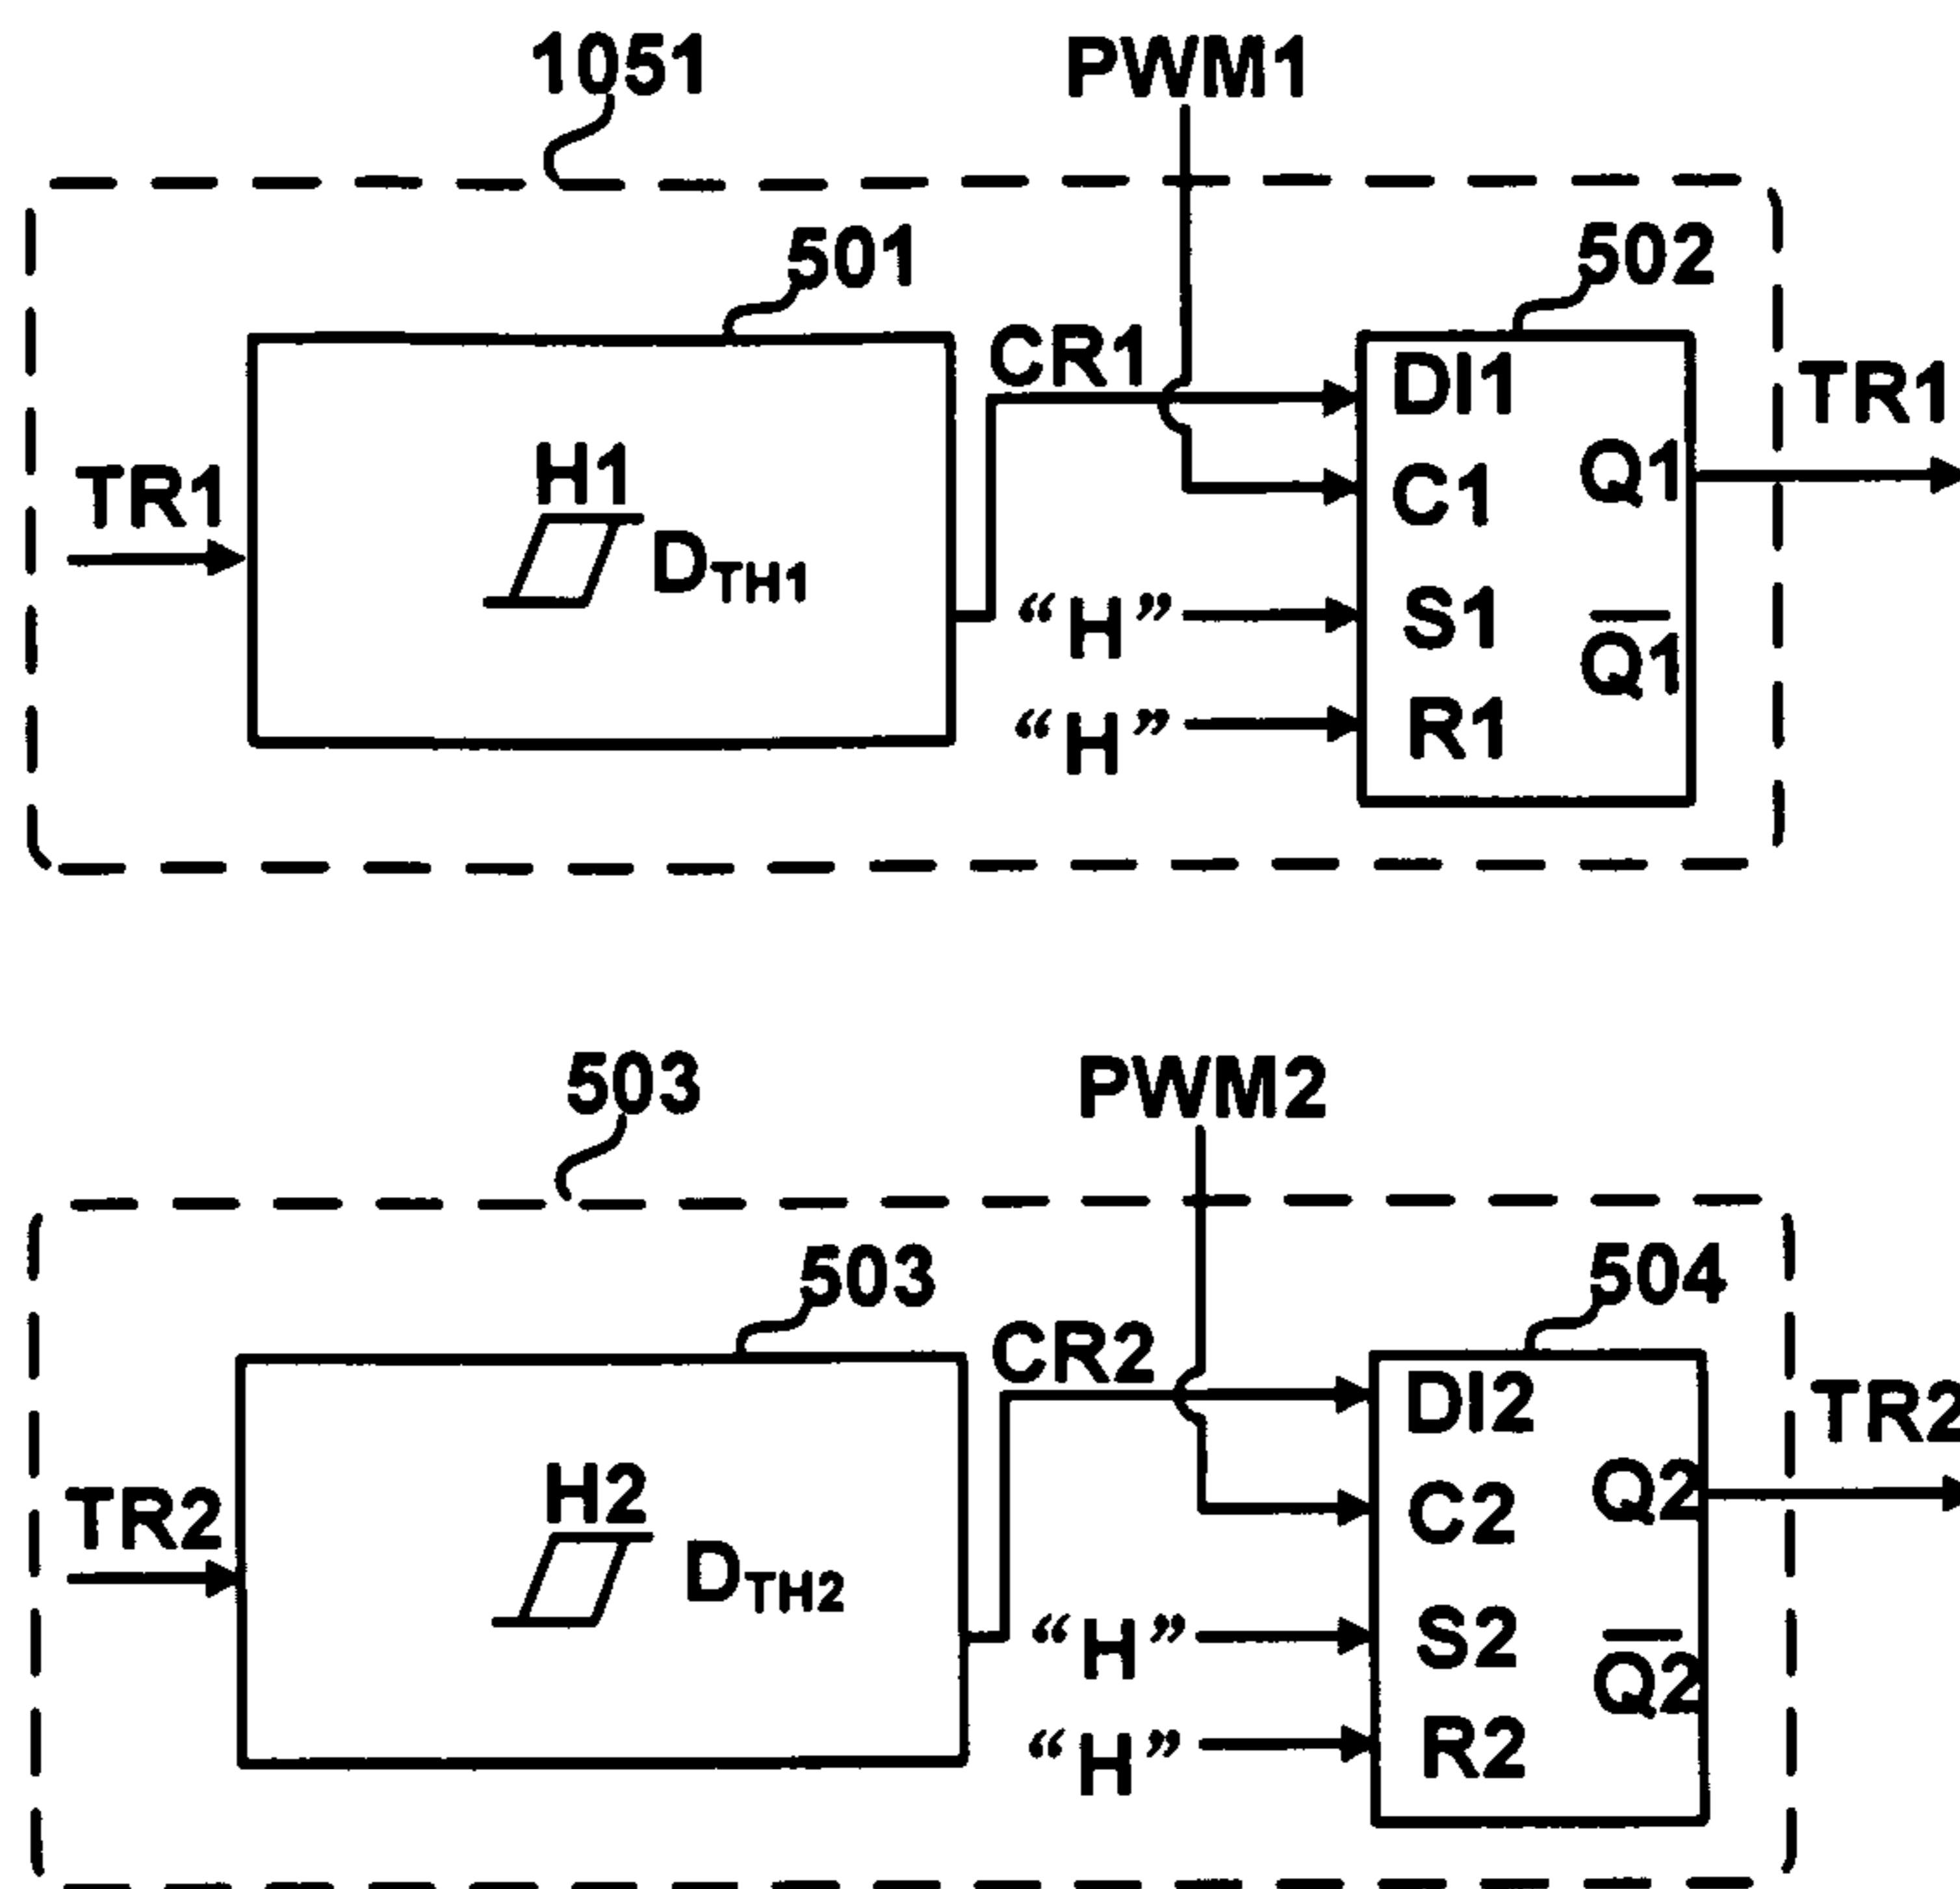 1051
PWM1
501
502
CR1
DI1
TR1
H1
TR1
C1
Q1
DTH1
"H"
S1
Q1
"H"
R1
503
PWM2
503
504
CR2
DI2
TR2
H2
TR2
C2
Q2
DTH2
"H"
S2
Q2
"H"
R2